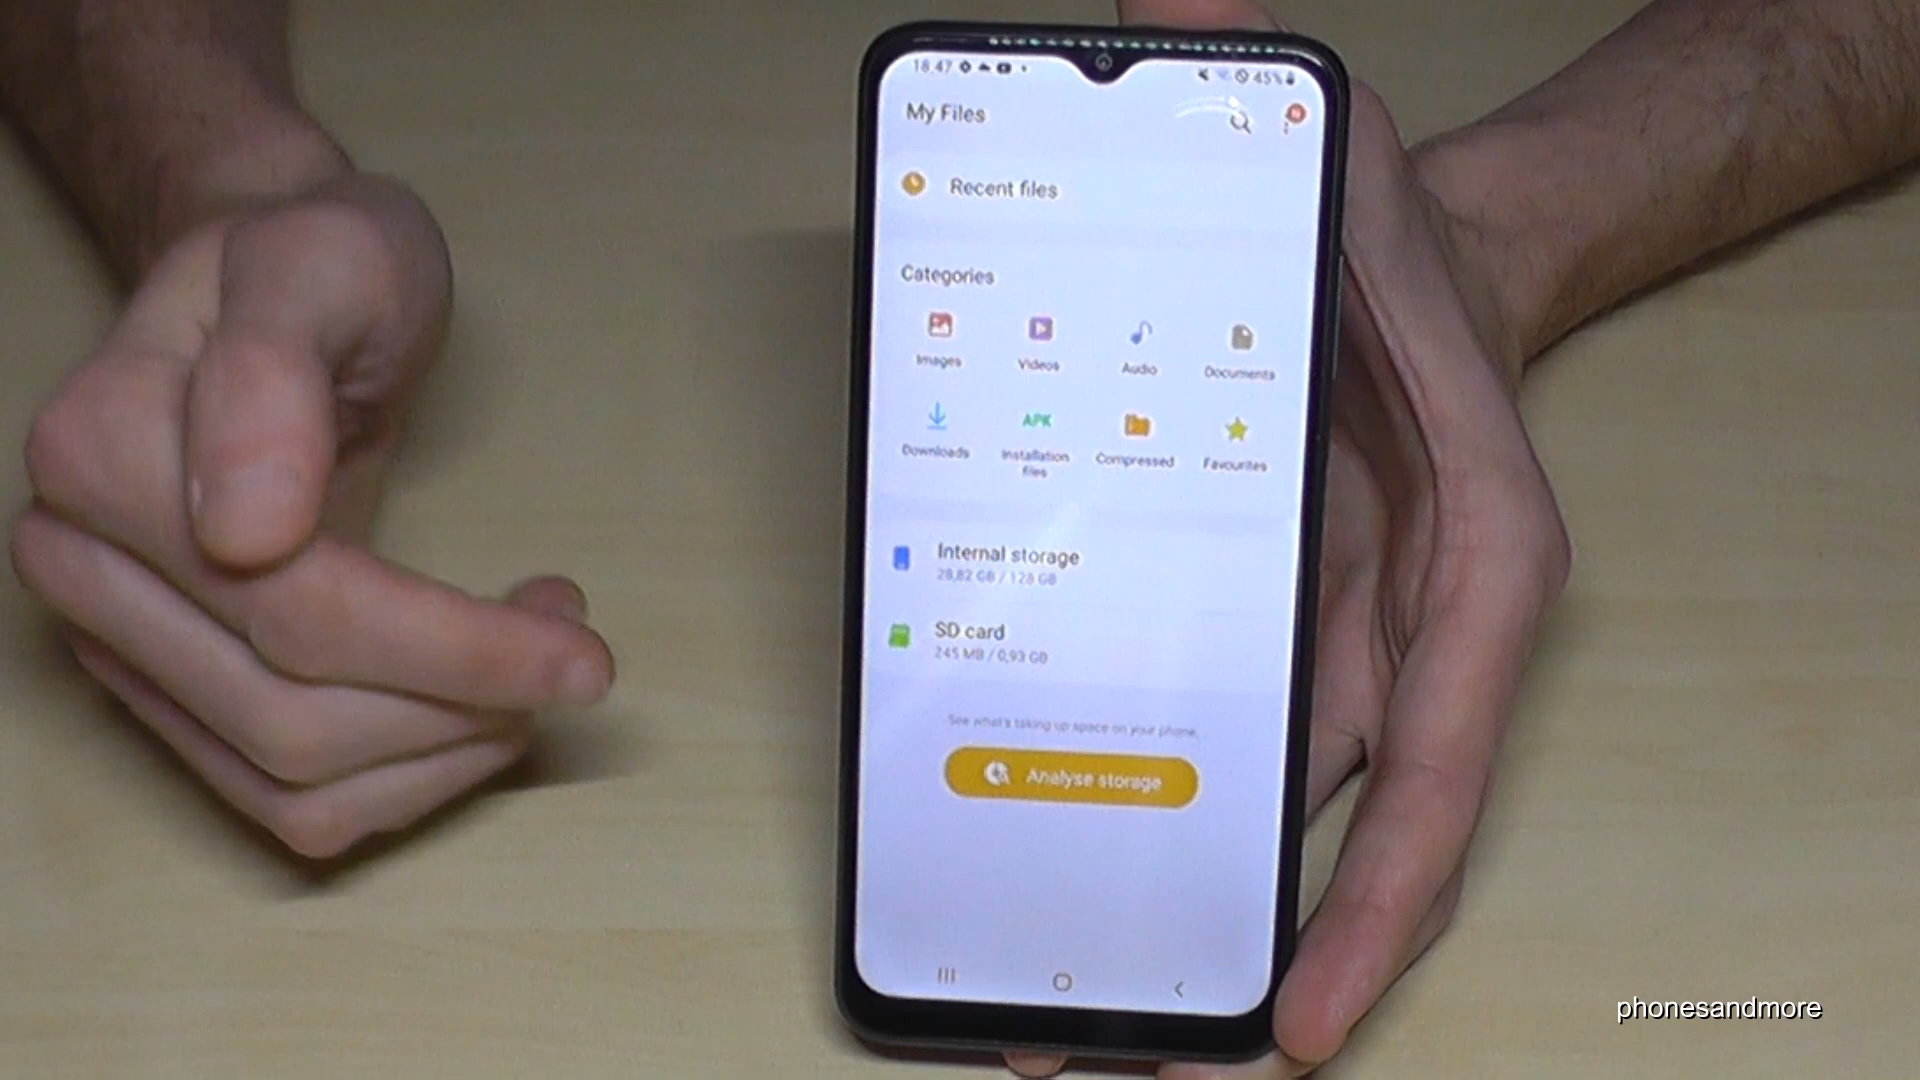 18.47
45%
My Files
Recent files
Categories
Images
Videos
Audio
Documents
Downloads
APK
Installation files
Compressed
Favourites
Internal storage
28,82 GB / 128 GB
SD card
245 MB / 0,93 GB
See what's taking up space on your phone.
Analyse storage
phonesandmore